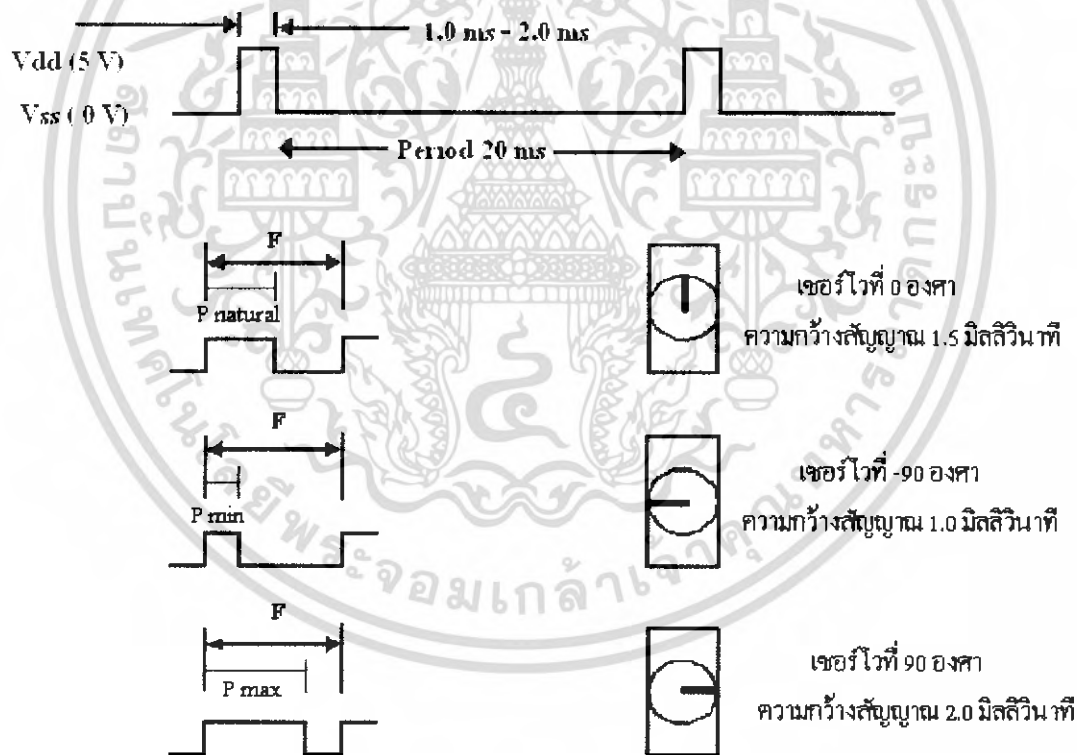 1.0 ms - 2.0 ms
Vdd (5 V)
Vss ( 0 V)
Period 20 ms
F
P natural
เซอร์ไวที่ 0 องศา
ความกว้างสัญญาณ 1.5 มิลลิวินาที
F
P min
เซอร์ไวที่ -90 องศา
ความกว้างสัญญาณ 1.0 มิลลิวินาที
F
P max
เซอร์ไวที่ 90 องศา
ความกว้างสัญญาณ 2.0 มิลลิวินาที